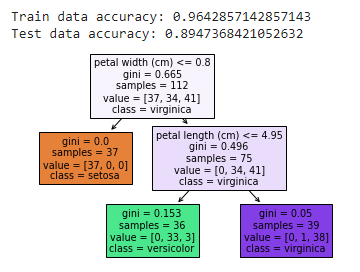 Train data accuracy: 0.9642857142857143
Test data accuracy: 0.8947368421052632
petal width (cm) <= 0.8
gini = 0.665
samples = 112
value = [37, 34, 41]
class = virginica
gini = 0.0
samples = 37
value = [37, 0, 0]
class = setosa
petal length (cm) <= 4.95
gini = 0.496
samples = 75
value = [0, 34, 41]
class = virginica
gini = 0.153
samples = 36
value = [0, 33, 3]
class = versicolor
gini = 0.05
samples = 39
value = [0, 1, 38]
class = virginica